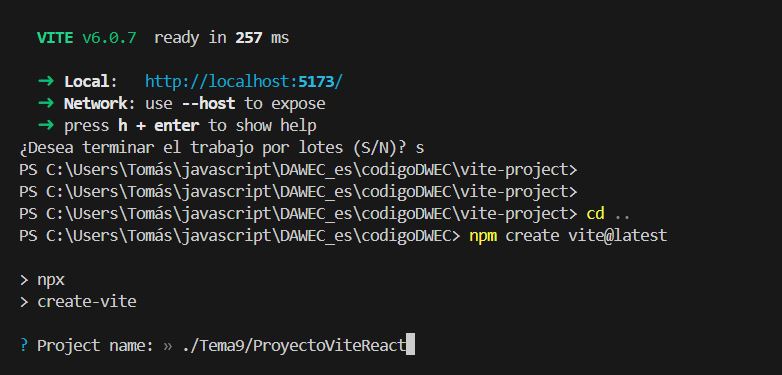 VITE v6.0.7 ready in 257 ms
➜ Local: http://localhost:5173/
➜ Network: use --host to expose
➜ press h + enter to show help
¿Desea terminar el trabajo por lotes (S/N)? s
PS C:\Users\Tomás\javascript\DAWEC_es\codigoDWEC\vite-project>
PS C:\Users\Tomás\javascript\DAWEC_es\codigoDWEC\vite-project>
PS C:\Users\Tomás\javascript\DAWEC_es\codigoDWEC\vite-project> cd ..
PS C:\Users\Tomás\javascript\DAWEC_es\codigoDWEC> npm create vite@latest
> npx
> create-vite
? Project name: » ./Tema9/ProyectoViteReact